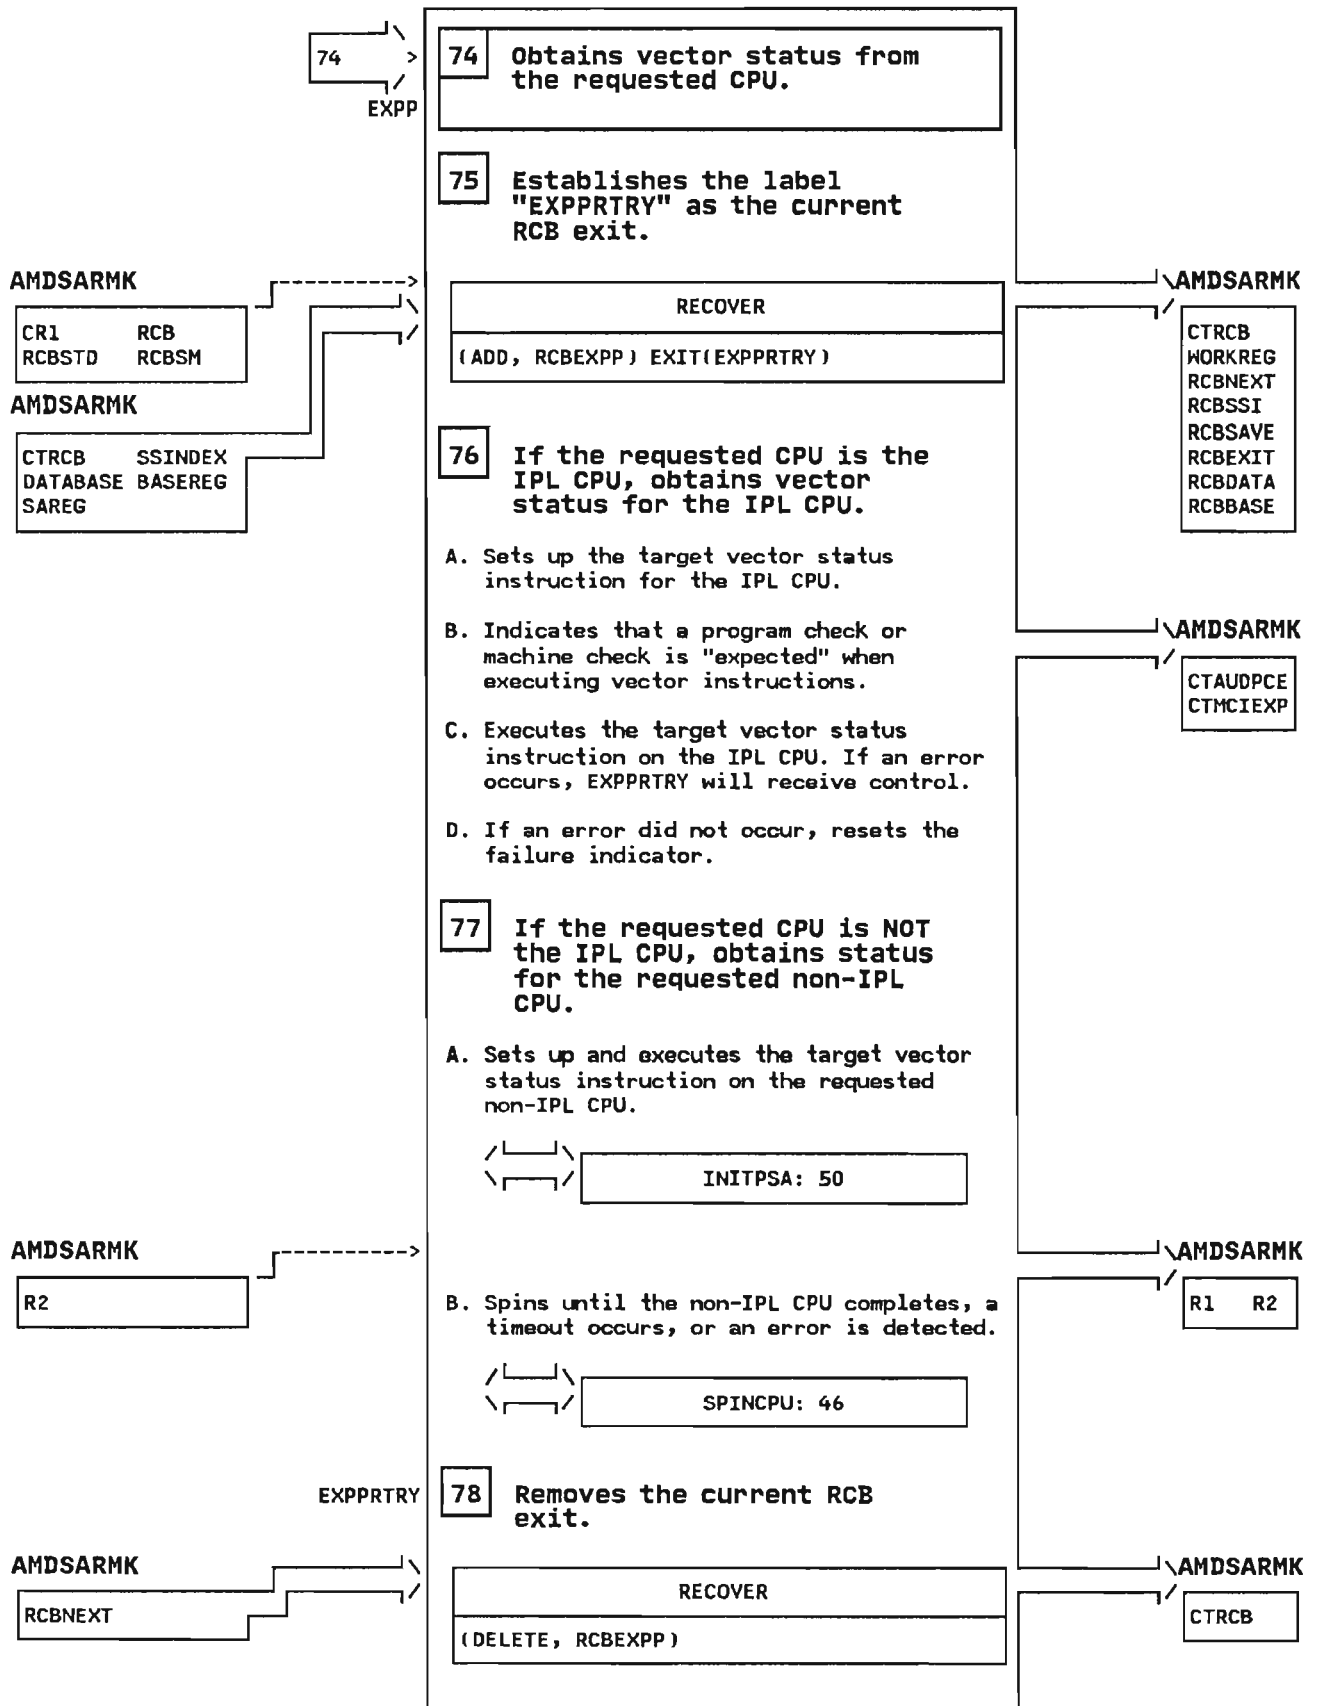 74
EXPP
74 Obtains vector status from
the requested CPU.
75 Establishes the label
"EXPPRTRY" as the current
RCB exit.
AMDSARMK
CR1 RCB
RCBSTD RCBSM
AMDSARMK
CTRCB SSINDEX
DATABASE BASEREG
SAREG
RECOVER
(ADD, RCBEXPP) EXIT(EXPPRTRY)
AMDSARMK
CTRCB
WORKREG
RCBNEXT
RCBSSI
RCBSAVE
RCBEXIT
RCBDATA
RCBBASE
76 If the requested CPU is the
IPL CPU, obtains vector
status for the IPL CPU.
A. Sets up the target vector status
instruction for the IPL CPU.
B. Indicates that a program check or
machine check is "expected" when
executing vector instructions.
AMDSARMK
CTAUDPCE
CTMCIEXP
C. Executes the target vector status
instruction on the IPL CPU. If an error
occurs, EXPPRTRY will receive control.
D. If an error did not occur, resets the
failure indicator.
77 If the requested CPU is NOT
the IPL CPU, obtains status
for the requested non-IPL
CPU.
A. Sets up and executes the target vector
status instruction on the requested
non-IPL CPU.
INITPSA: 50
AMDSARMK
R2
AMDSARMK
R1 R2
B. Spins until the non-IPL CPU completes, a
timeout occurs, or an error is detected.
SPINCPU: 46
EXPPRTRY
78 Removes the current RCB
exit.
AMDSARMK
RCBNEXT
RECOVER
(DELETE, RCBEXPP)
AMDSARMK
CTRCB